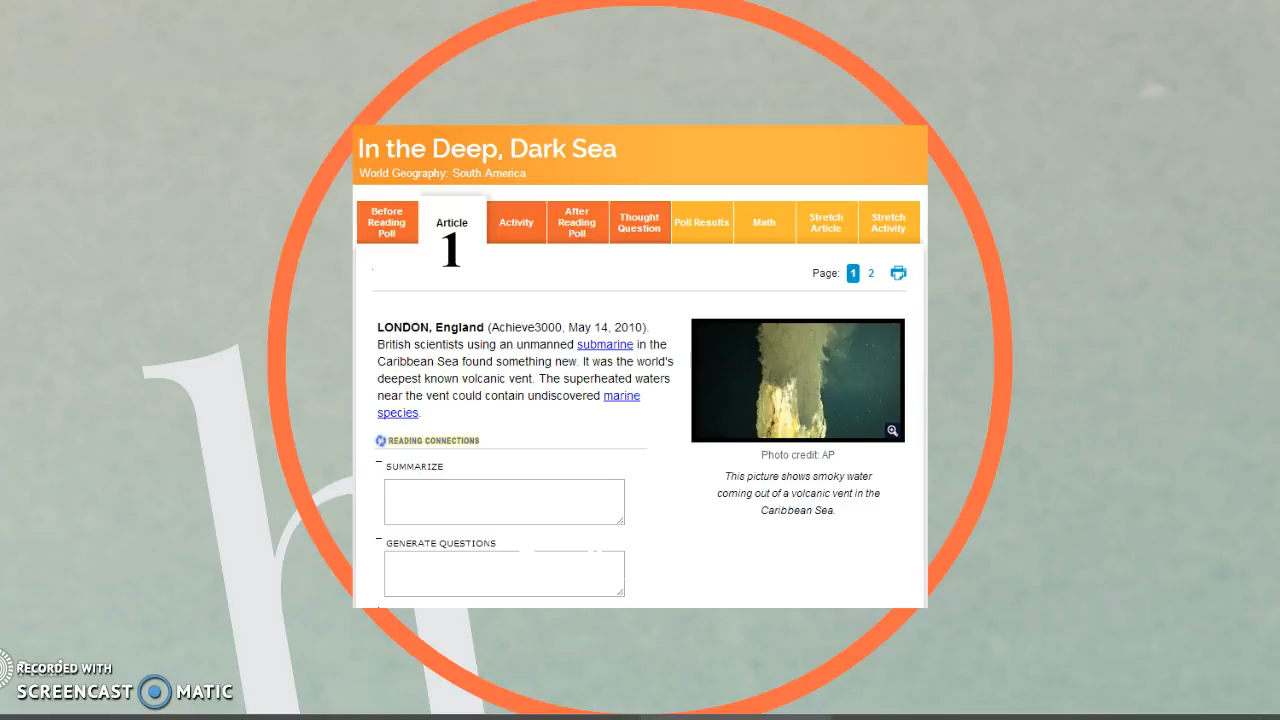 In the Deep, Dark Sea
World Geography: South America
Before Reading Poll
Article
1
Activity
After Reading Poll
Thought Question
Poll Results
Math
Stretch Article
Stretch Activity
Page: 1 2
LONDON, England (Achieve3000, May 14, 2010).
British scientists using an unmanned submarine in the
Caribbean Sea found something new. It was the world's
deepest known volcanic vent. The superheated waters
near the vent could contain undiscovered marine
species.
READING CONNECTIONS
SUMMARIZE
GENERATE QUESTIONS
Photo credit: AP
This picture shows smoky water
coming out of a volcanic vent in the
Caribbean Sea.
h
RECORDED WITH
SCREENCAST MATIC